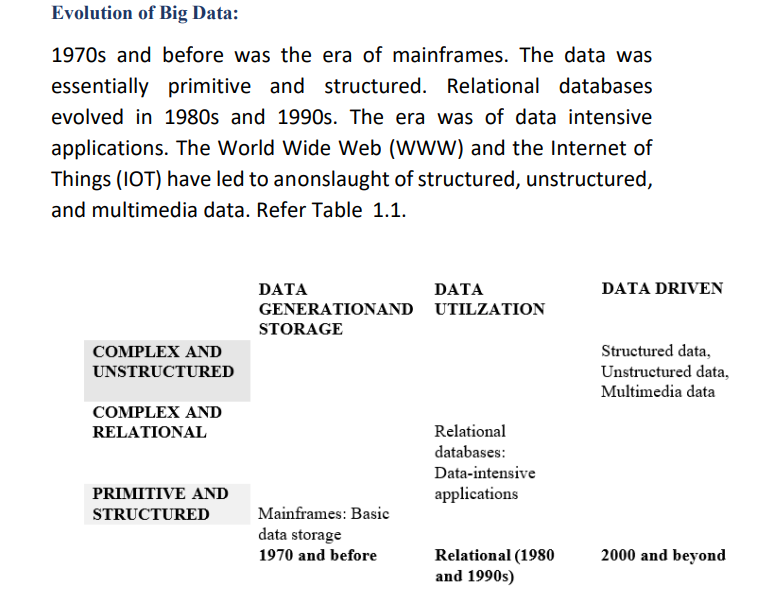 Evolution of Big Data:
1970s and before was the era of mainframes. The data was
essentially primitive and structured. Relational databases
evolved in 1980s and 1990s. The era was of data intensive
applications. The World Wide Web (WWW) and the Internet of
Things (IOT) have led to anonslaught of structured, unstructured,
and multimedia data. Refer Table 1.1.
DATA
GENERATIONAND
STORAGE
DATA
UTILZATION
DATA DRIVEN
COMPLEX AND
UNSTRUCTURED
Structured data,
Unstructured data,
Multimedia data
COMPLEX AND
RELATIONAL
Relational
databases:
Data-intensive
applications
PRIMITIVE AND
STRUCTURED
Mainframes: Basic
data storage
1970 and before
Relational (1980
and 1990s)
2000 and beyond